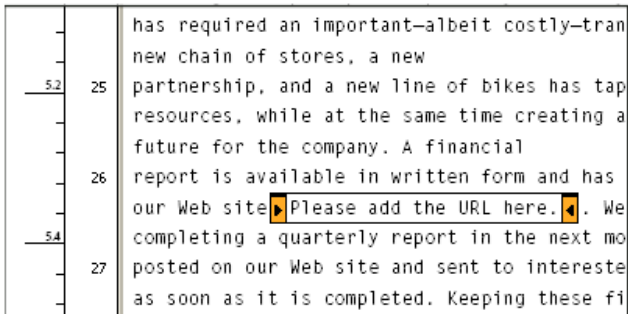 has required an important—albeit costly—tran
new chain of stores, a new
5.2 25 partnership, and a new line of bikes has tap
resources, while at the same time creating a
future for the company. A financial
26 report is available in written form and has
our Web site Please add the URL here. . We
5.4 completing a quarterly report in the next mo
27 posted on our Web site and sent to intereste
as soon as it is completed. Keeping these fi